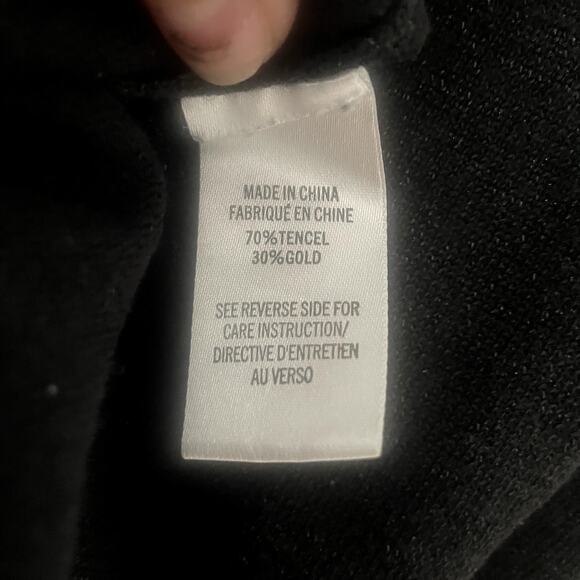 MADE IN CHINA
FABRIQUÉ EN CHINE
70%TENCEL
30%GOLD
SEE REVERSE SIDE FOR
CARE INSTRUCTION/
DIRECTIVE D'ENTRETIEN
AU VERSO